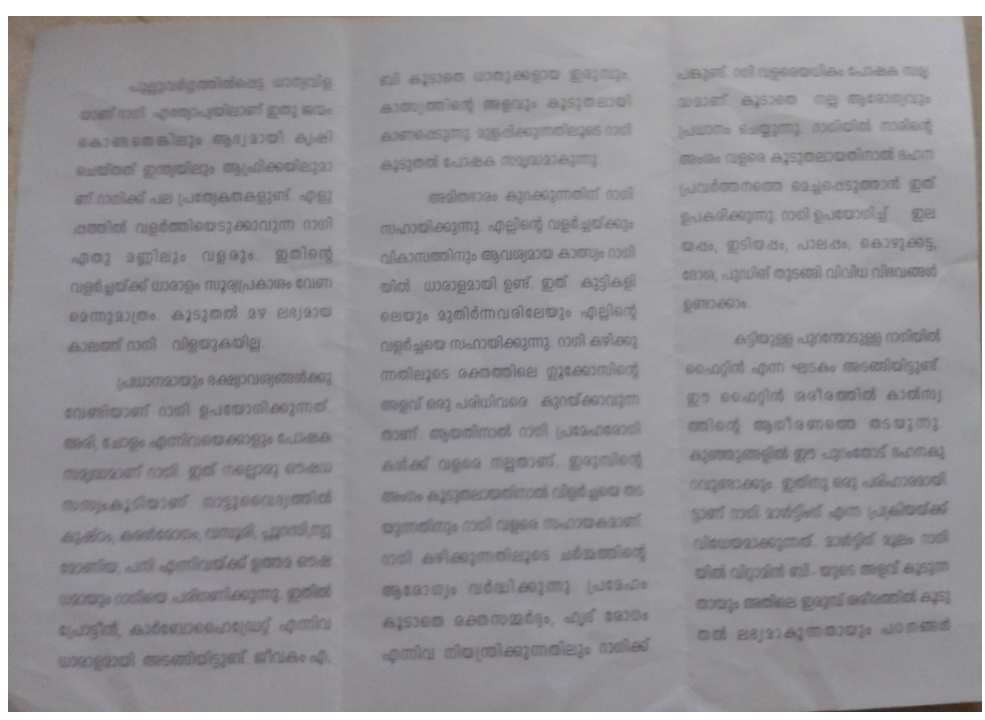 പുല്ലുവർഗ്ഗത്തിൽപ്പെട്ട ധാന്യവിള
യാണ് റാഗി. എത്യോപ്യയിലാണ് ഇതു ജന്മം
കൊണ്ടതെങ്കിലും ആദ്യമായി കൃഷി
ചെയ്തത് ഇന്ത്യയിലും ആഫ്രിക്കയിലുമാ
ണ് റാഗിക്ക് പല പ്രത്യേകതകളുണ്ട്. എളു
പ്പത്തിൽ വളർത്തിയെടുക്കാവുന്ന റാഗി
ഏതു മണ്ണിലും വളരും. ഇതിന്റെ
വളർച്ചയ്ക്ക് ധാരാളം സൂര്യപ്രകാശം വേണ
മെന്നുമാത്രം. കൂടുതൽ മഴ ലഭ്യമായ
കാലത്ത് റാഗി വിളയുകയില്ല.
പ്രധാനമായും ഭക്ഷ്യാവശ്യങ്ങൾക്കു
വേണ്ടിയാണ് റാഗി ഉപയോഗിക്കുന്നത്.
അരി, ചോളം എന്നിവയെക്കാളും പോഷക
സമൃദ്ധമാണ് റാഗി. ഇത് നല്ലൊരു ഔഷധ
സസ്യംകൂടിയാണ്. നാട്ടുവൈദ്യത്തിൽ
കുഷ്ഠം, കരൾരോഗം, വസൂരി, പ്ലൂറസി, ന്യൂ
മോണിയ, പനി എന്നിവയ്ക്ക് ഉത്തമ ഔഷ
ധമായും റാഗിയെ പരിഗണിക്കുന്നു. ഇതിൽ
പ്രോട്ടീൻ, കാർബോഹൈഡ്രേറ്റ് എന്നിവ
ധാരാളമായി അടങ്ങിയിട്ടുണ്ട്. ജീവകം എ,
ബി കൂടാതെ ധാതുക്കളായ ഇരുമ്പും,
കാത്സ്യത്തിന്റെ അളവും കൂടുതലായി
കാണപ്പെടുന്നു. മുളപ്പിക്കുന്നതിലൂടെ റാഗി
കൂടുതൽ പോഷക സമൃദ്ധമാകുന്നു.
അമിതഭാരം കുറക്കുന്നതിന് റാഗി
സഹായിക്കുന്നു. എല്ലിന്റെ വളർച്ചയ്ക്കും
വികാസത്തിനും ആവശ്യമായ കാത്സ്യം റാഗി
യിൽ ധാരാളമായി ഉണ്ട്. ഇത് കുട്ടികളി
ലെയും മുതിർന്നവരിലേയും എല്ലിന്റെ
വളർച്ചയെ സഹായിക്കുന്നു. റാഗി കഴിക്കു
ന്നതിലൂടെ രക്തത്തിലെ ഗ്ലൂക്കോസിന്റെ
അളവ് ഒരു പരിധിവരെ കുറയ്ക്കാവുന്ന
താണ്. ആയതിനാൽ റാഗി പ്രമേഹരോഗി
കൾക്ക് വളരെ നല്ലതാണ്. ഇരുമ്പിന്റെ
അംശം കൂടുതലായതിനാൽ വിളർച്ചയെ തട
യുന്നതിനും റാഗി വളരെ സഹായകമാണ്.
റാഗി കഴിക്കുന്നതിലൂടെ ചർമ്മത്തിന്റെ
ആരോഗ്യം വർദ്ധിക്കുന്നു. പ്രമേഹം
കൂടാതെ രക്തസമ്മർദ്ദം, ഹൃദ് രോഗം
എന്നിവ നിയന്ത്രിക്കുന്നതിലും റാഗിക്ക്
പങ്കുണ്ട്. റാഗി വളരെയധികം പോഷക സമൃ
ദ്ധമാണ്. കൂടാതെ നല്ല ആരോഗ്യവും
പ്രധാനം ചെയ്യുന്നു. റാഗിയിൽ നാരിന്റെ
അംശം വളരെ കൂടുതലായതിനാൽ ദഹന
പ്രവർത്തനത്തെ മെച്ചപ്പെടുത്താൻ ഇത്
ഉപകരിക്കുന്നു. റാഗി ഉപയോഗിച്ച് ഇല
യപ്പം, ഇടിയപ്പം, പാലപ്പം, കൊഴുക്കട്ട,
ദോശ, പുഡിങ് തുടങ്ങി വിവിധ വിഭവങ്ങൾ
ഉണ്ടാക്കാം.
കട്ടിയുള്ള പുറന്തോടുള്ള റാഗിയിൽ
ഫൈറ്റിൻ എന്ന ഘടകം അടങ്ങിയിട്ടുണ്ട്.
ഈ ഫൈറ്റിൻ ശരീരത്തിൽ കാൽസ്യ
ത്തിന്റെ ആഗീരണത്തെ തടയുന്നു.
കുഞ്ഞുങ്ങളിൽ ഈ പുറംതോട് ദഹനകു
റവുണ്ടാക്കും. ഇതിനു ഒരു പരിഹാരമായി
ട്ടാണ് റാഗി മാൾട്ടിംങ് എന്ന പ്രക്രിയയ്ക്ക്
വിധേയമാക്കുന്നത്. മാൾട്ടിങ് മൂലം റാഗി
യിൽ വിറ്റാമിൻ ബി- യുടെ അളവ് കൂടുന്ന
തായും അതിലെ ഇരുമ്പ് ശരീരത്തിൽ കൂടു
തൽ ലഭ്യമാകുന്നതായും പഠനങ്ങൾ